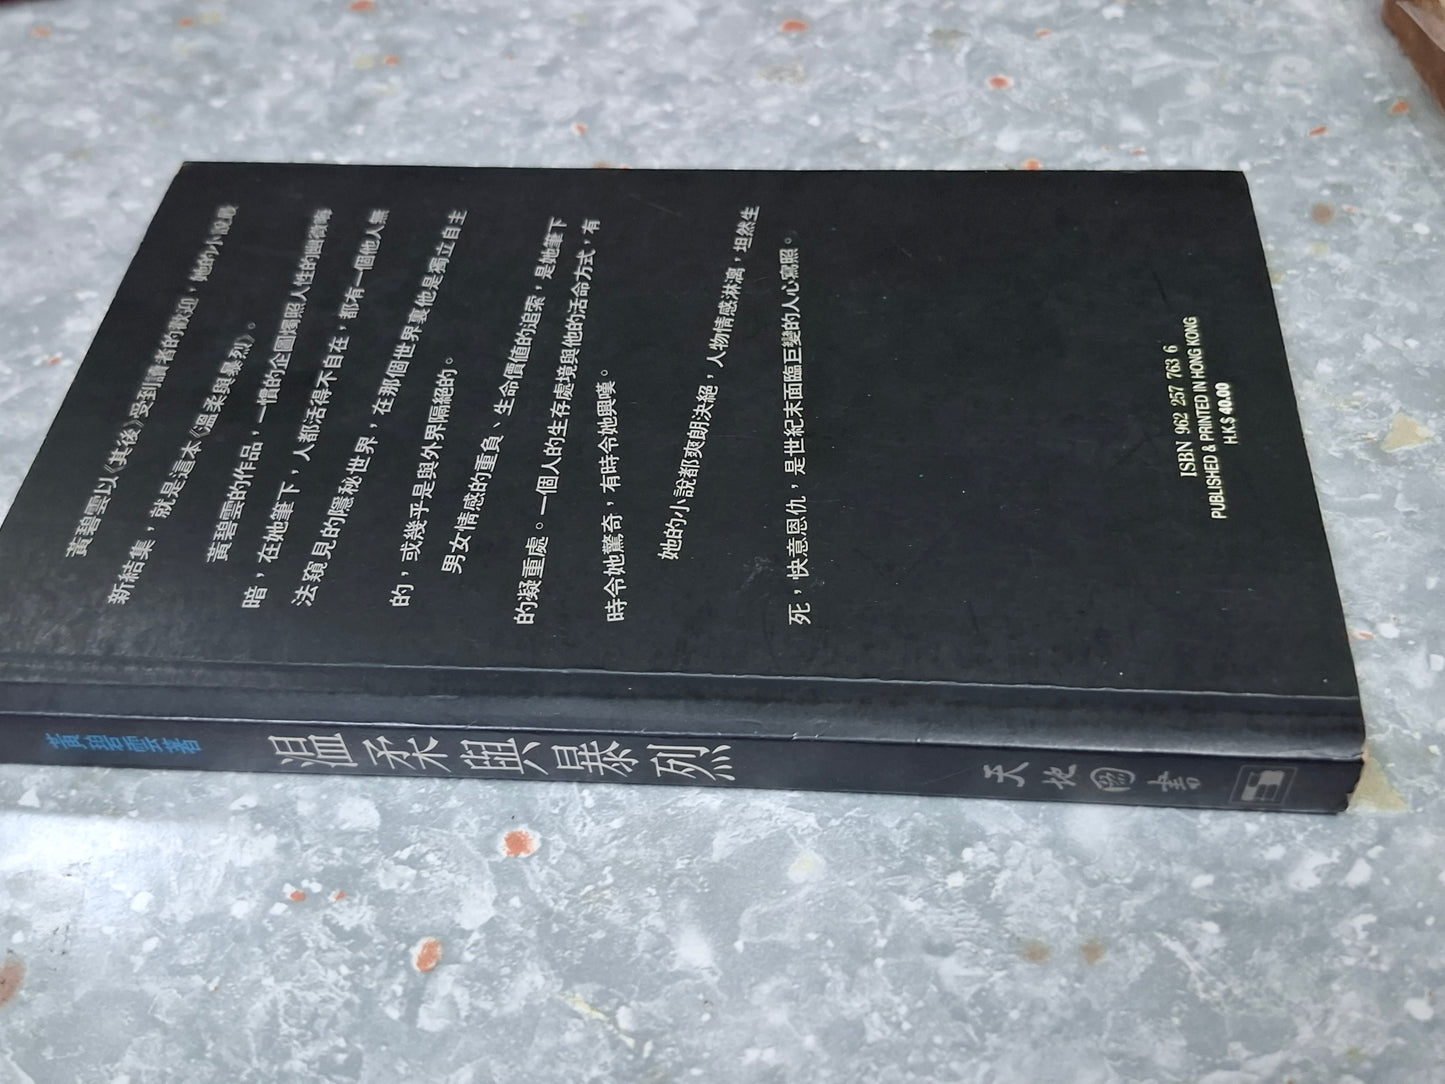 黃碧雲以《其後》受到讀者的歡迎，她的小說最
新結集，就是這本《溫柔與暴烈》。
黃碧雲的作品，一慣的企圖燭照人性的幽微晦
暗，在她筆下，人都活得不自在，都有一個他人無
法窺見的隱秘世界，在那個世界裏他是獨立自主
的，或幾乎是與外界隔絕的。
男女情感的重負、生命價值的追索，是她筆下
的凝重處。一個人的生存處境與他的活命方式，有
時令她驚奇，有時令她興嘆。
她的小說都爽朗決絕，人物情感淋漓，坦然生
死，快意恩仇，是世紀末面臨巨變的人心寫照。
ISBN 962 257 763 6
PUBLISHED & PRINTED IN HONG KONG
H.K.$ 40.00
黃碧雲著
溫柔與暴烈
天地圖書